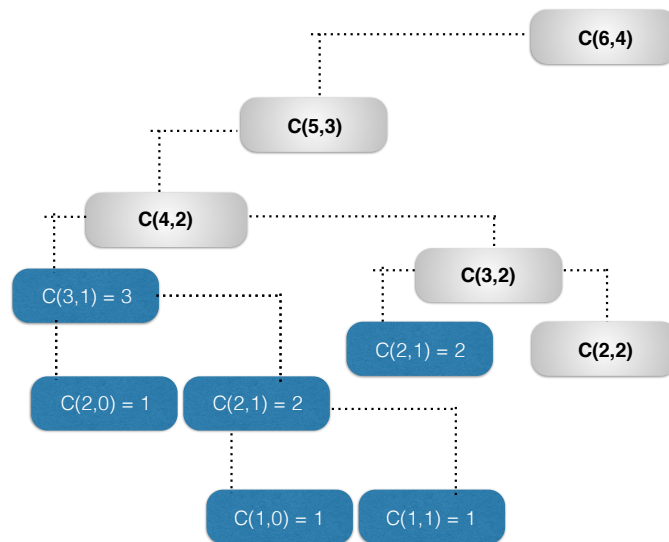 C(6,4)
C(5,3)
C(4,2)
C(3,2)
C(3,1) = 3
C(2,1) = 2
C(2,2)
C(2,0) = 1
C(2,1) = 2
C(1,0) = 1
C(1,1) = 1